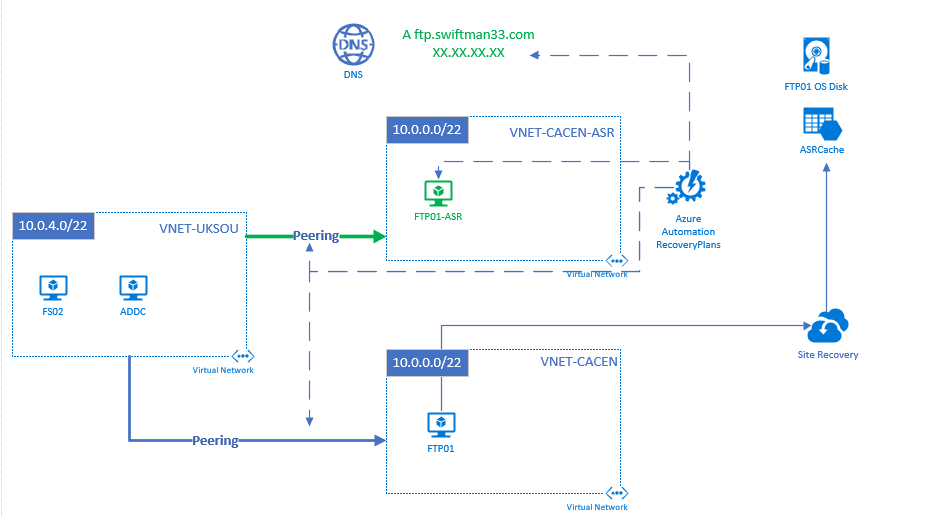 A ftp.swiftman33.com
XX.XX.XX.XX
DNS
DNS
FTP01 OS Disk
ASRCache
10.0.0.0/22
VNET-CACEN-ASR
FTP01-ASR
Azure
Automation
RecoveryPlans
10.0.4.0/22
VNET-UKSOU
Peering
Virtual Network
FS02
ADDC
Virtual Network
Site Recovery
10.0.0.0/22
VNET-CACEN
Peering
FTP01
Virtual Network